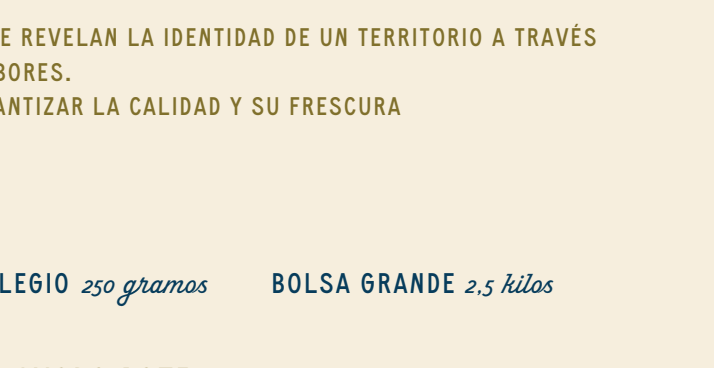 E REVELAN LA IDENTIDAD DE UN TERRITORIO A TRAVÉS
BORES.
ANTIZAR LA CALIDAD Y SU FRESCURA
LEGIO 250 gramos BOLSA GRANDE 2,5 kilos